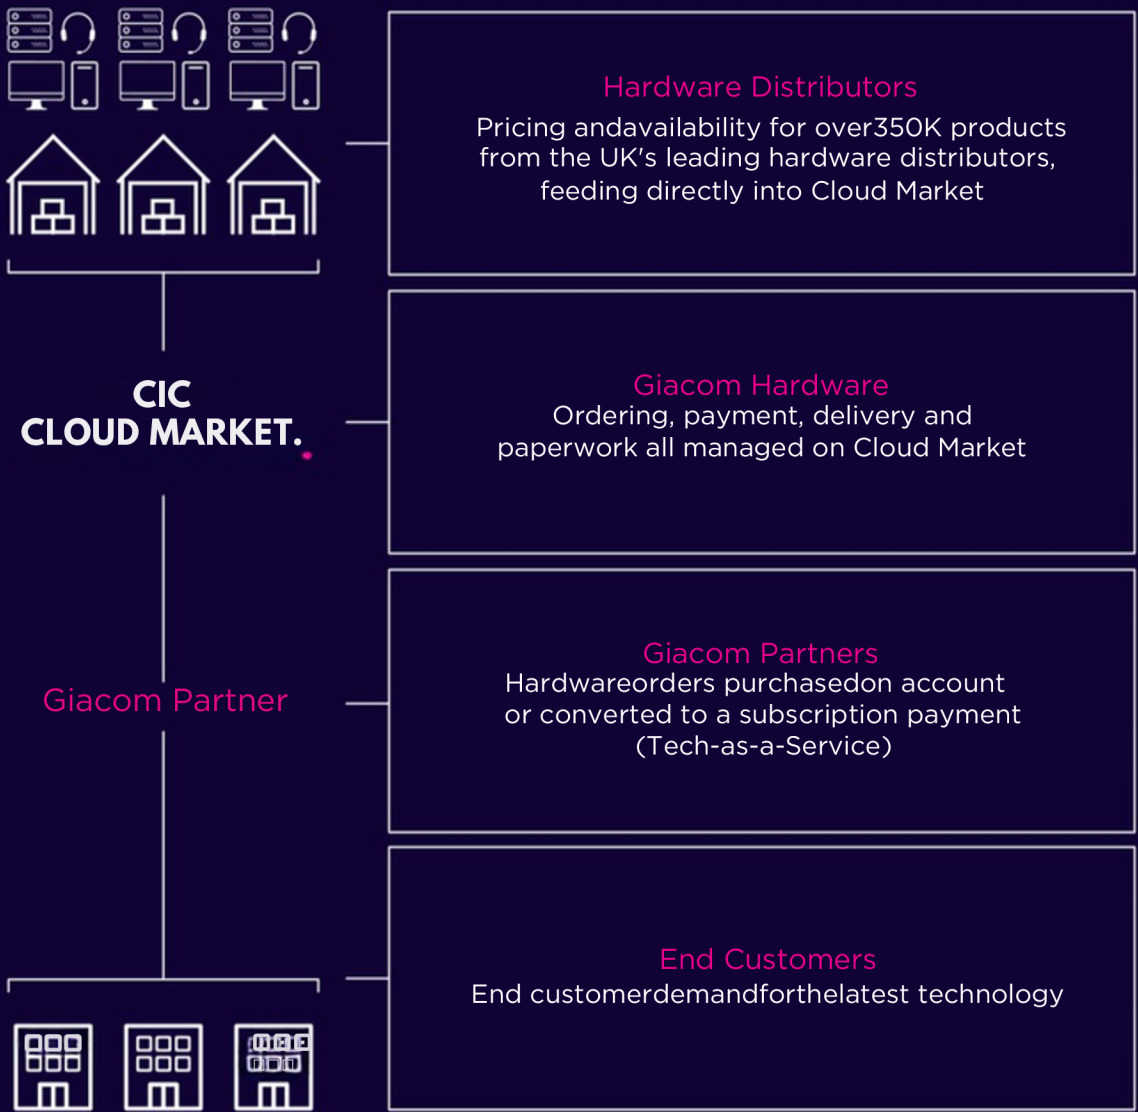 Hardware Distributors
Pricing andavailability for over350K products
from the UK's leading hardware distributors,
feeding directly into Cloud Market
CIC
CLOUD MARKET.
Giacom Hardware
Ordering, payment, delivery and
paperwork all managed on Cloud Market
Giacom Partner
Giacom Partners
Hardwareorders purchasedon account
or converted to a subscription payment
(Tech-as-a-Service)
End Customers
End customerdemandforthelatest technology